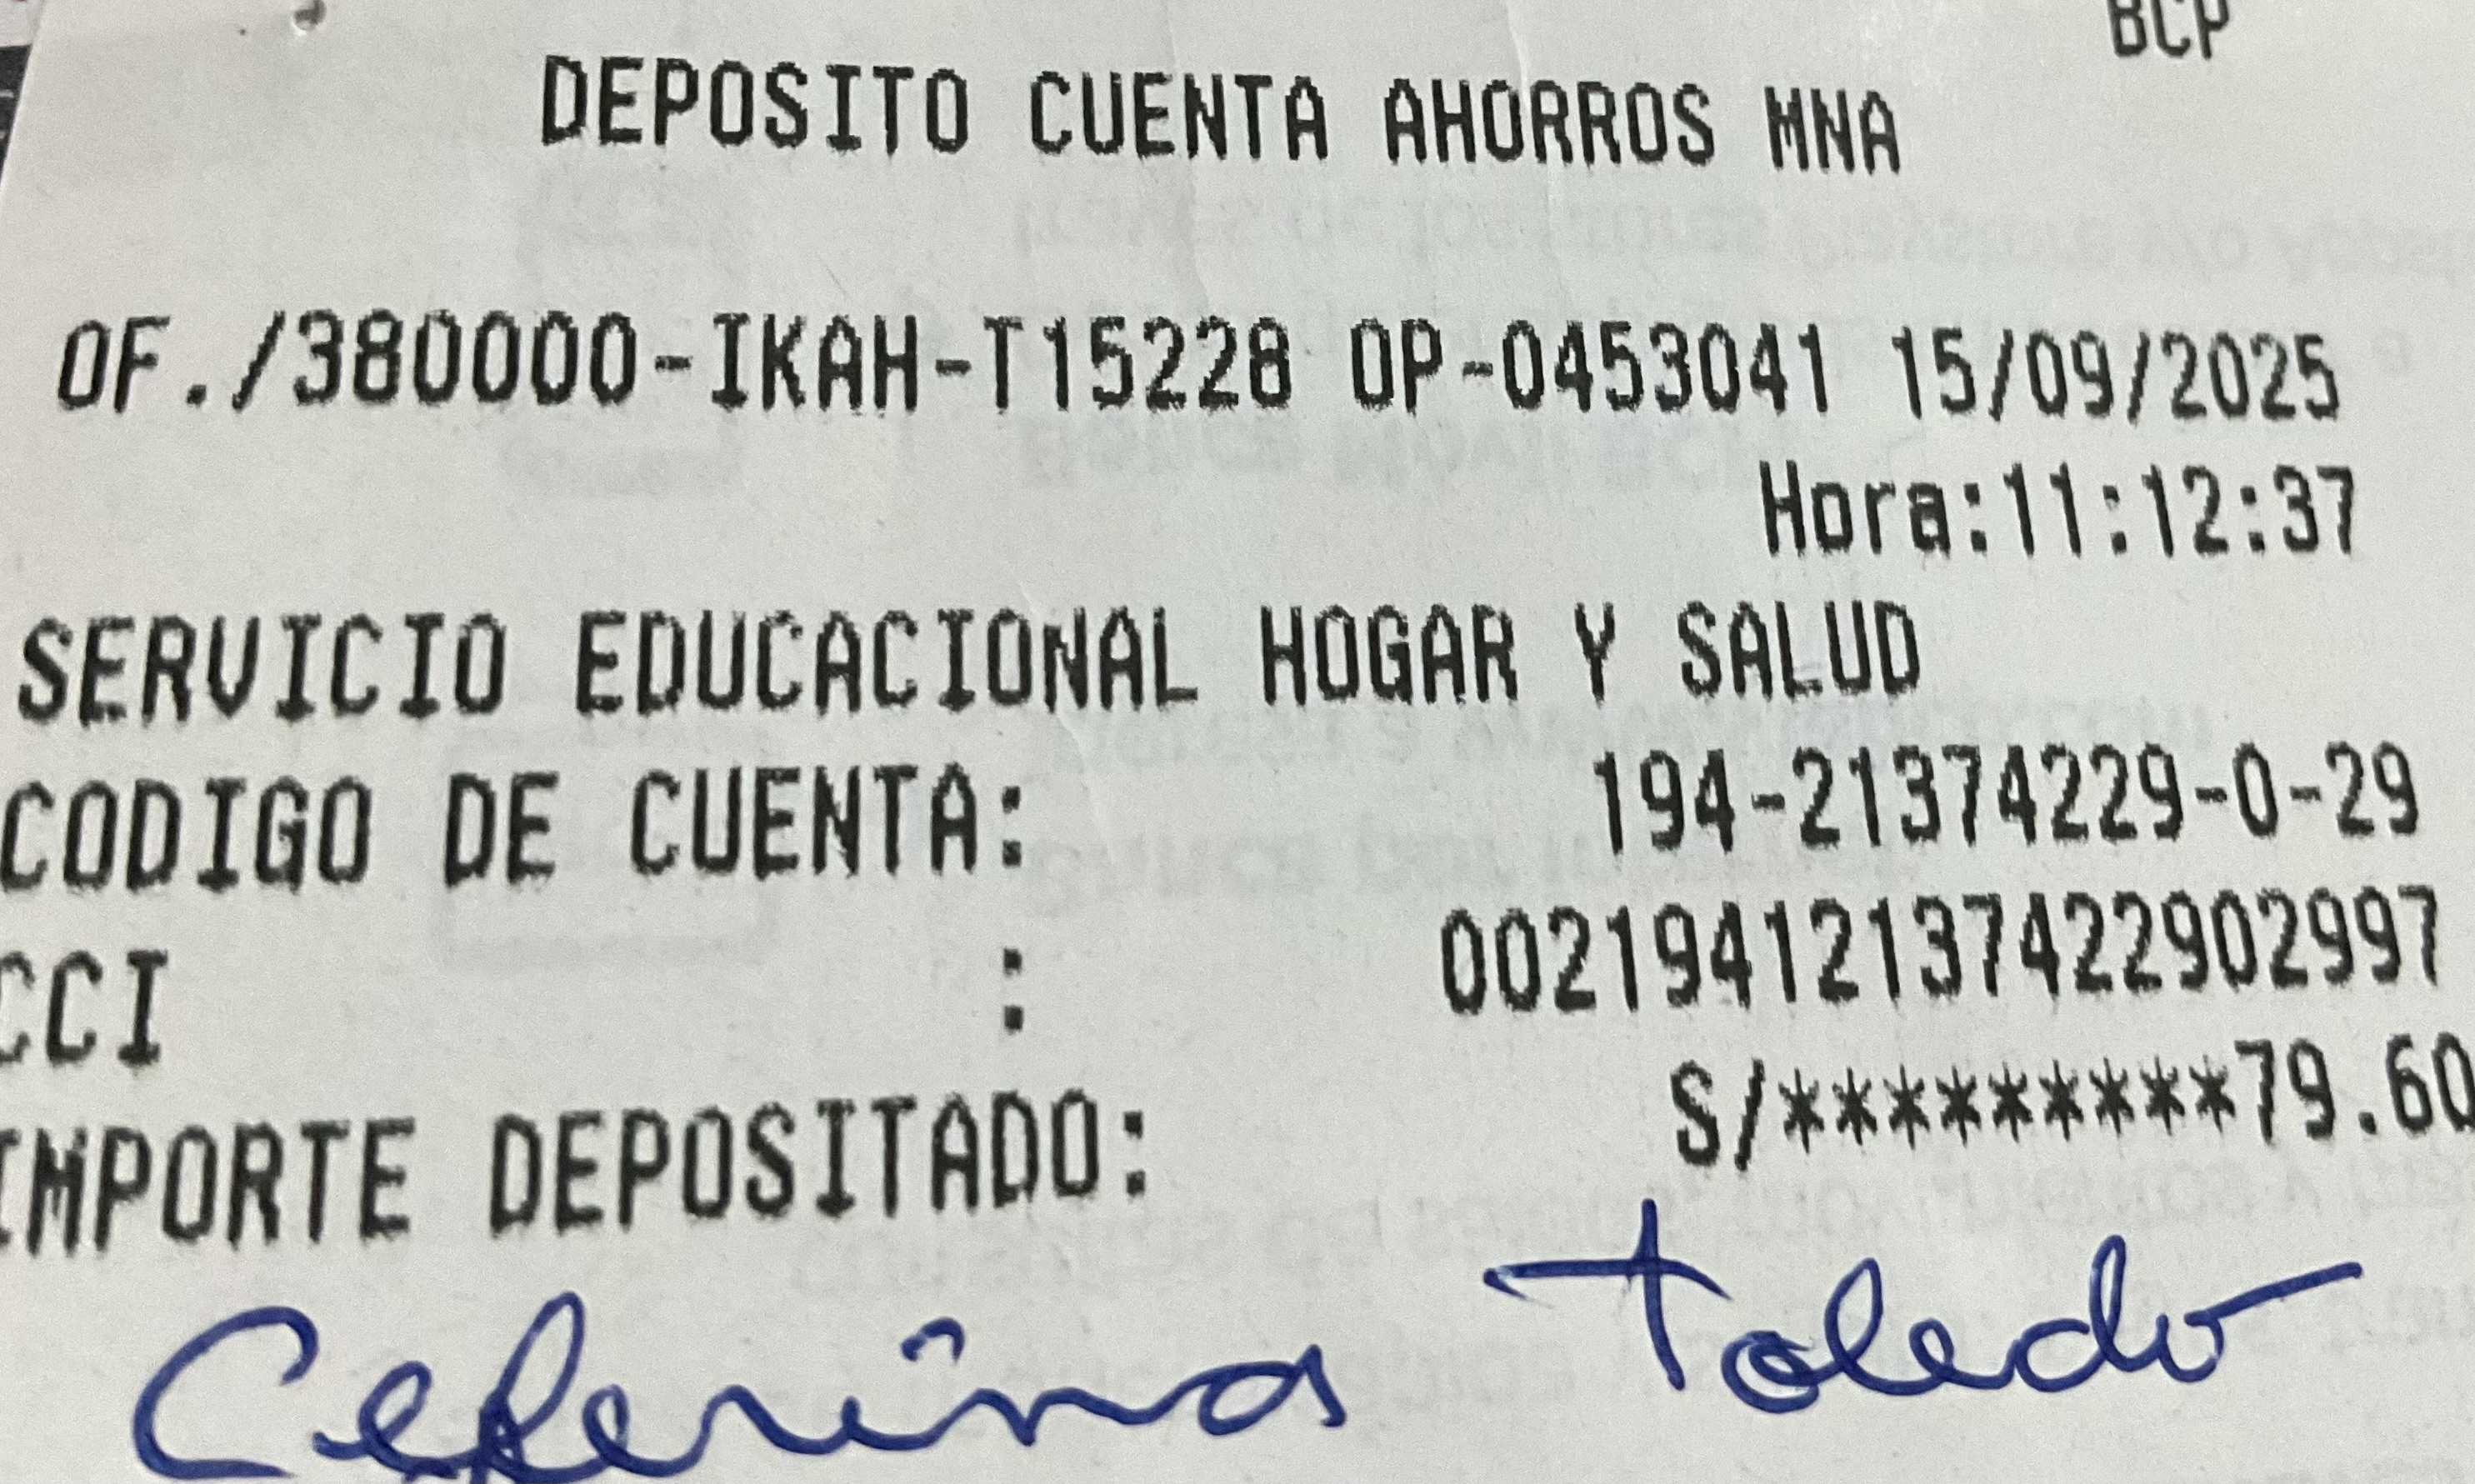 BCP
DEPOSITO CUENTA AHORROS MNA
OF./380000-IKAH-T15228 OP-0453041 15/09/2025
Hora:11:12:37
SERVICIO EDUCACIONAL HOGAR Y SALUD
CODIGO DE CUENTA: 194-21374229-0-29
CCI : 00219412137422902997
IMPORTE DEPOSITADO: S/*********79.60
Ceferina Toledo